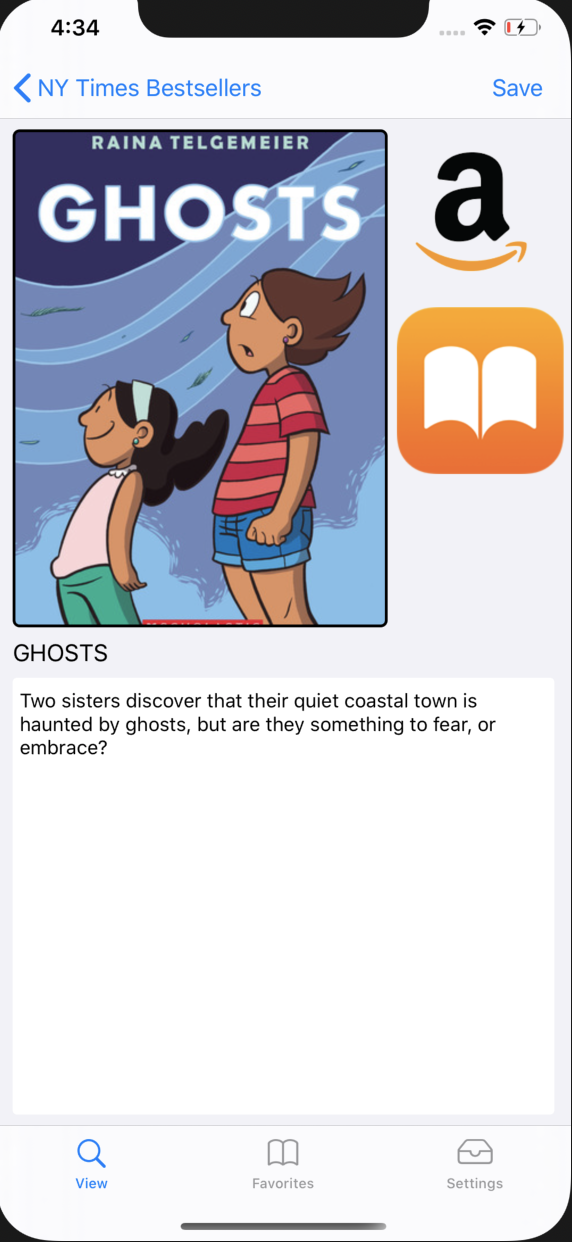 4:34
NY Times Bestsellers
Save
RAINA TELGEMEIER
GHOSTS
a
GHOSTS
Two sisters discover that their quiet coastal town is
haunted by ghosts, but are they something to fear, or
embrace?
View
Favorites
Settings